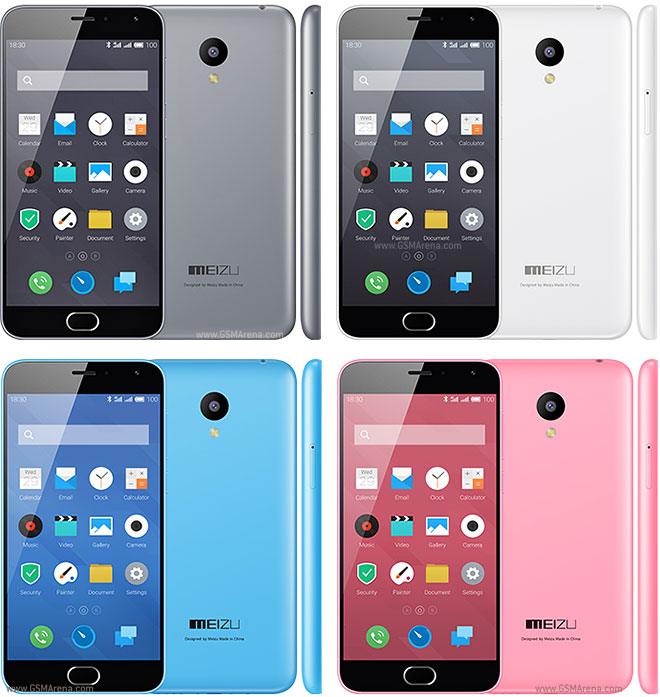 18:30 100
Wed
Calendar Email Clock Calculator
Music Video Gallery Camera
Security Painter Document Settings
A B
MEIZU
Designed by Meizu Made in China
www.GSMArena.com
18:30 100
Wed
Calendar Email Clock Calculator
Music Video Gallery Camera
Security Painter Document Settings
A B
www.GSMArena.com
MEIZU
Designed by Meizu Made in China
18:30 100
Wed
Calendar Email Clock Calculator
Music Video Gallery Camera
Security Painter Document Settings
MEIZU
Designed by Meizu Made in China
www.GSMArena.com
18:30 100
Wed
Calendar Email Clock Calculator
Music Video Gallery Camera
Security Painter Document Settings
MEIZU
Designed by Meizu Made in China
www.GSMArena.com